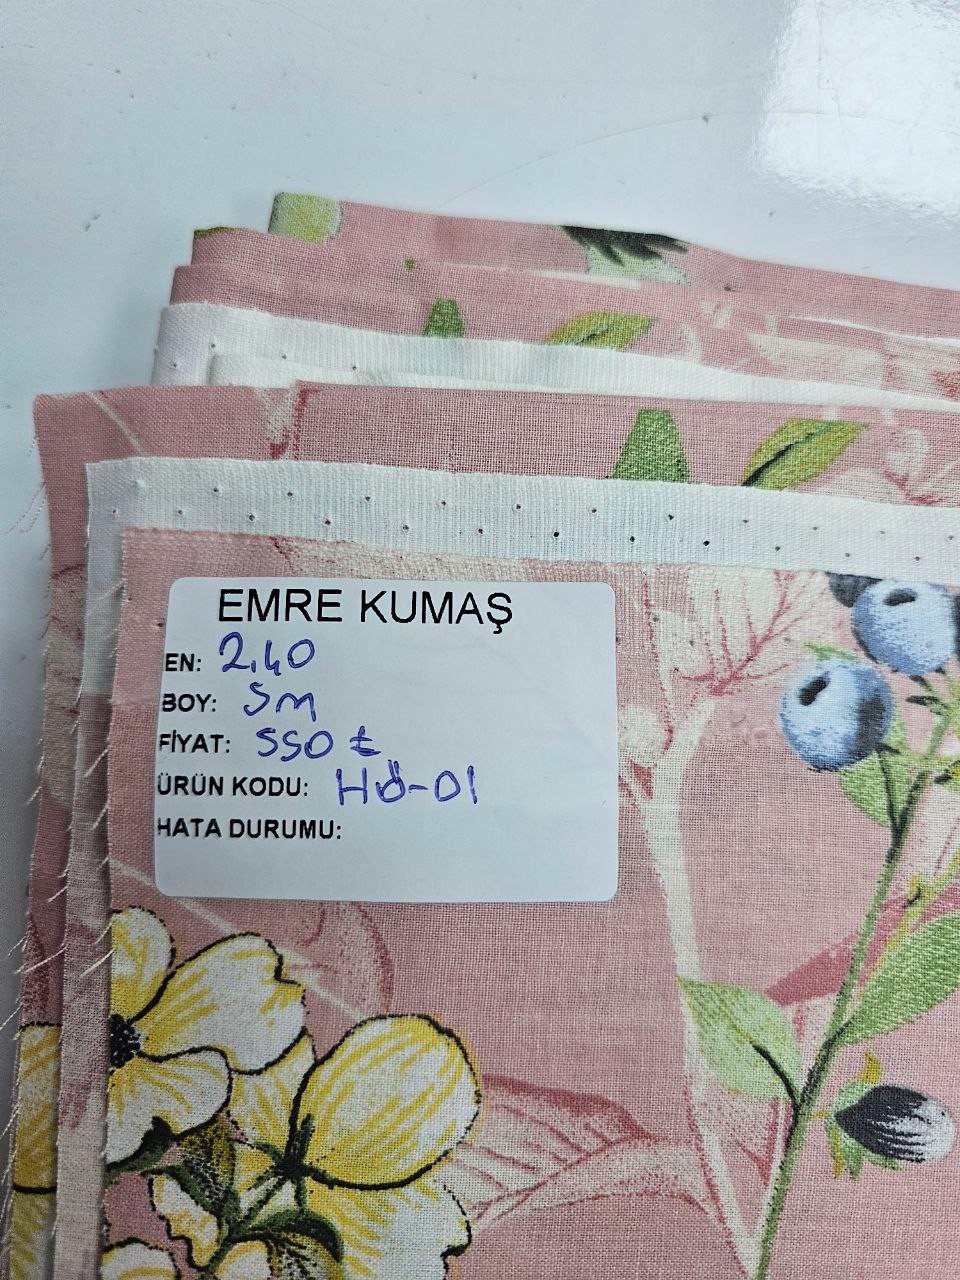 EMRE KUMAŞ
EN: 2.40
BOY: 5m
FİYAT: 550 ₺
ÜRÜN KODU: HÖ-01
HATA DURUMU: